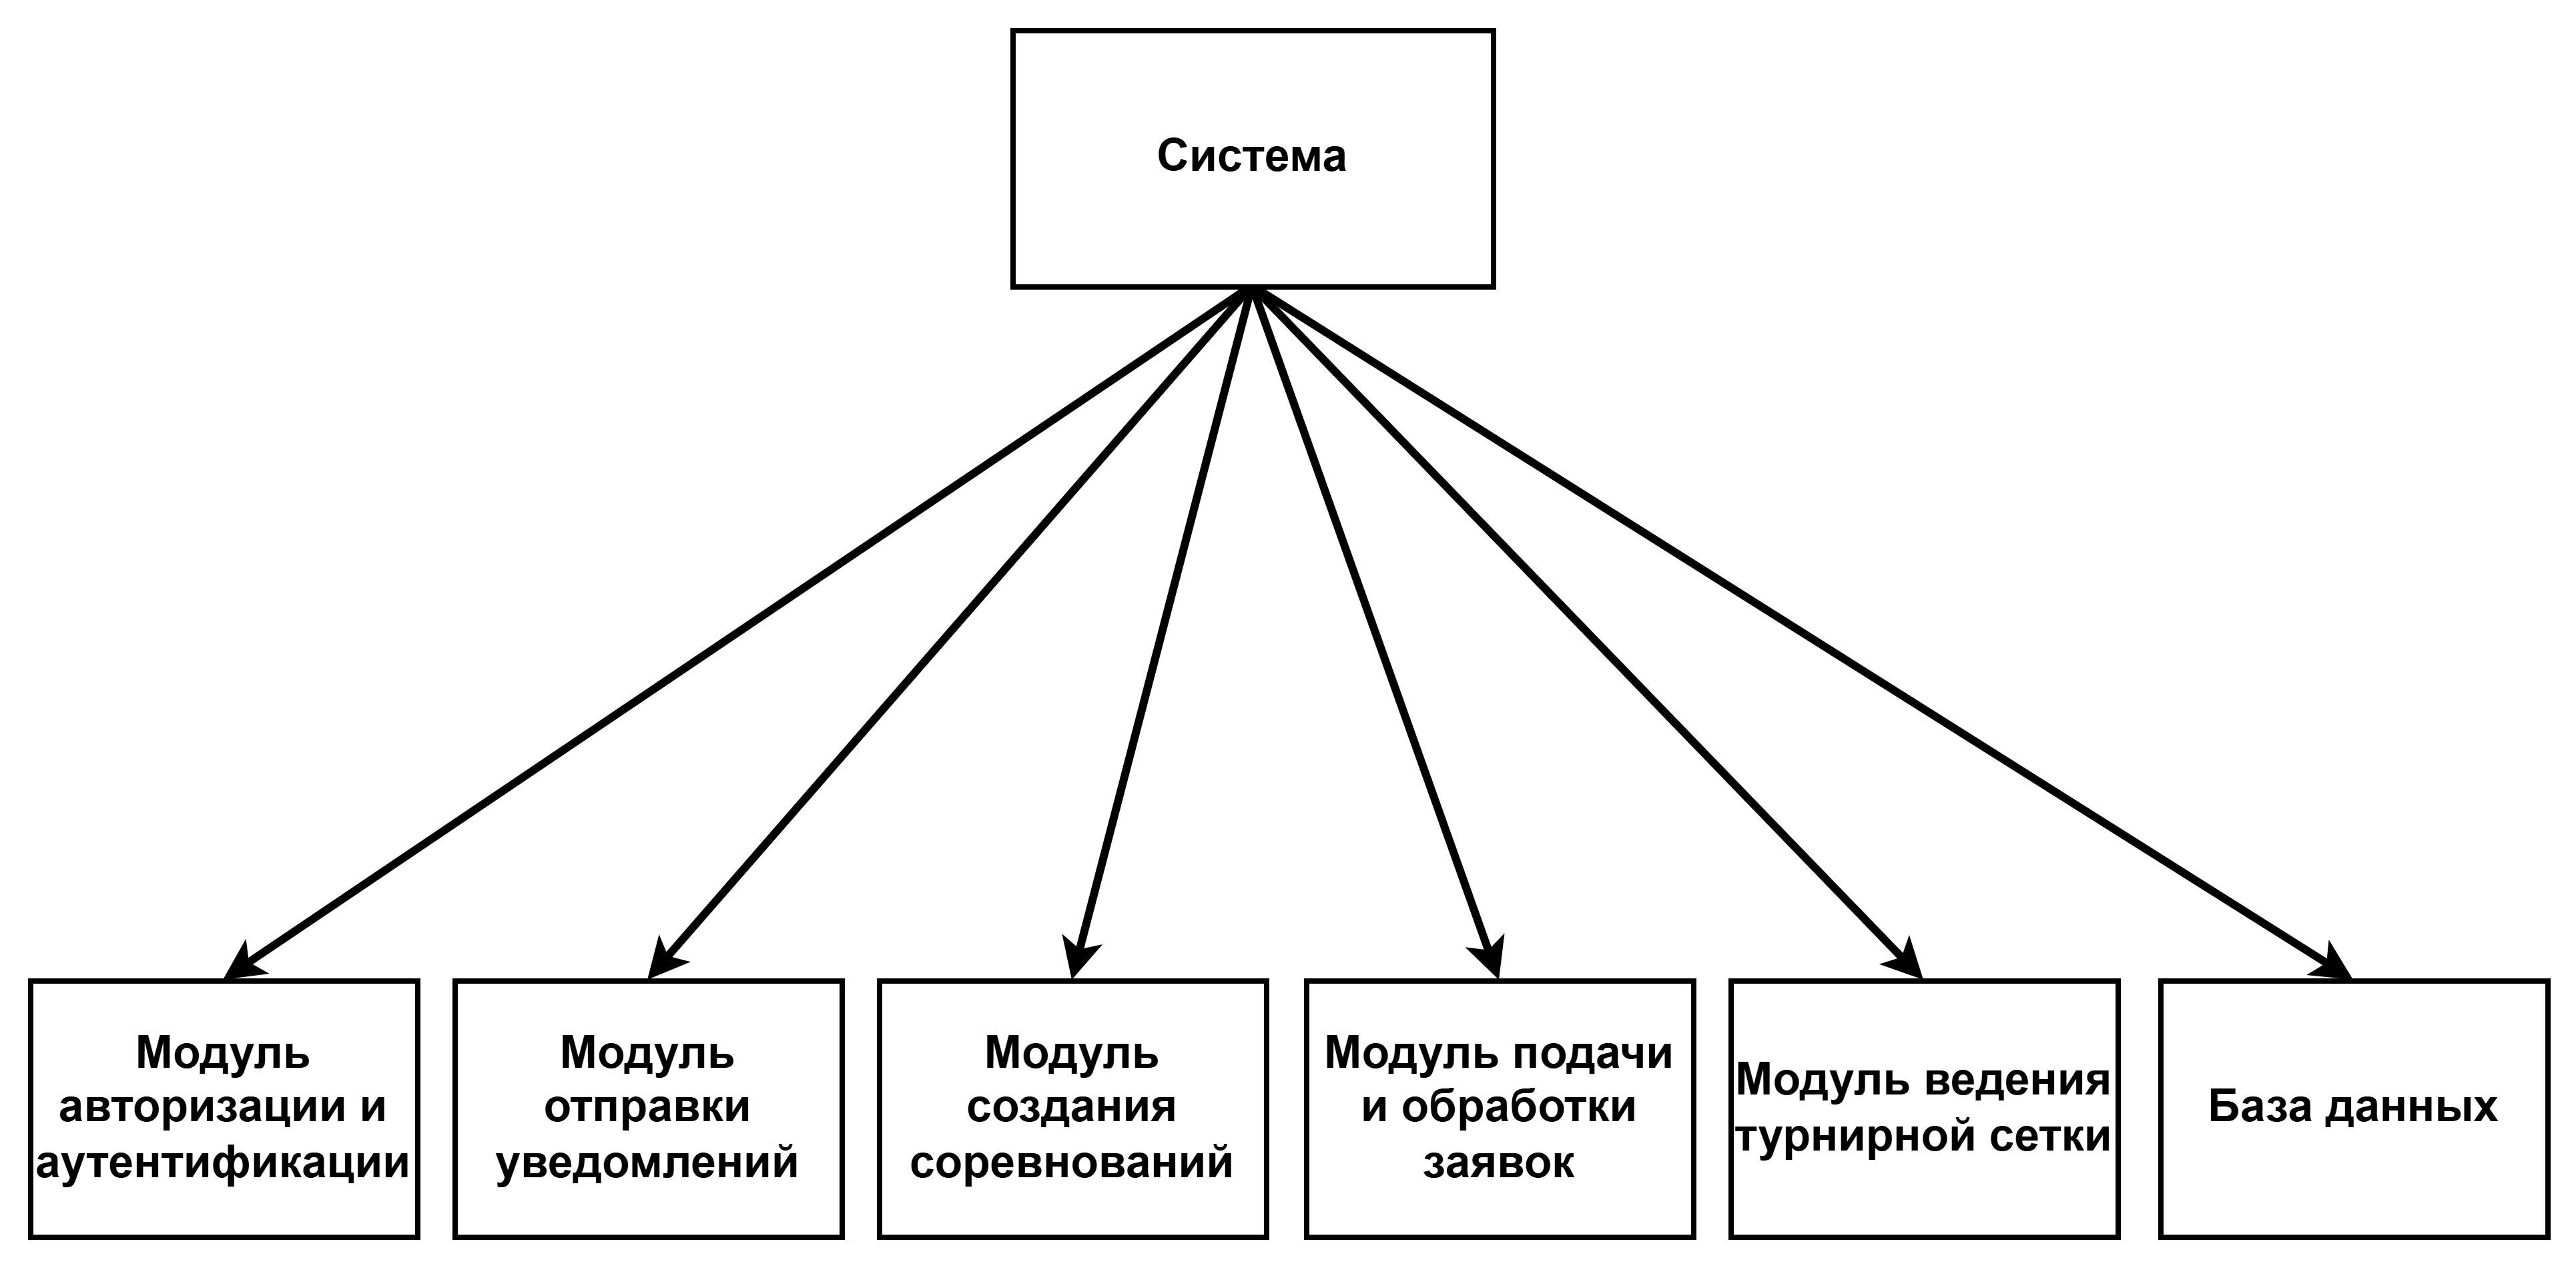 Система
Модуль
авторизации и
аутентификации
Модуль
отправки
уведомлений
Модуль
создания
соревнований
Модуль подачи
и обработки
заявок
Модуль ведения
турнирной сетки
База данных